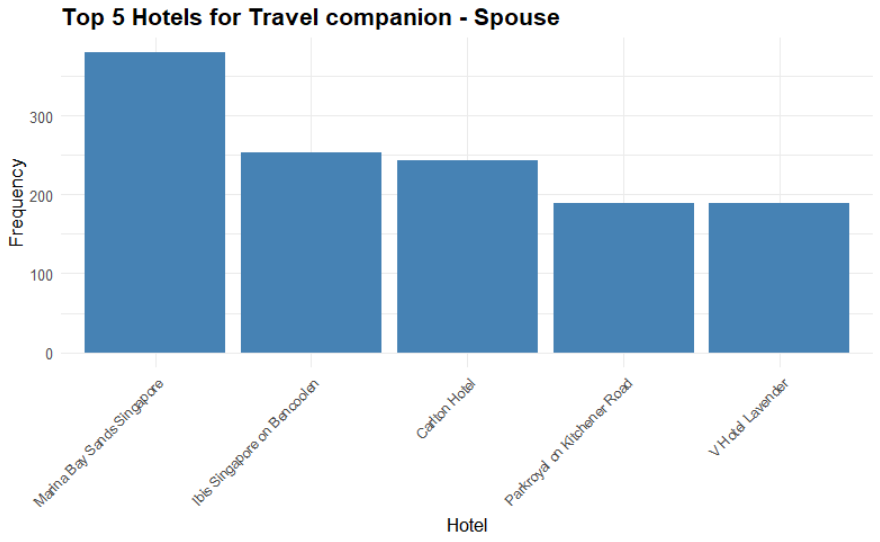 Top 5 Hotels for Travel companion - Spouse
Frequency
300
200
100
0
Marina Bay Sands Singapore
Ibis Singapore on Bencoolen
Carlton Hotel
Parkroyal on Kitchener Road
V Hotel Lavender
Hotel